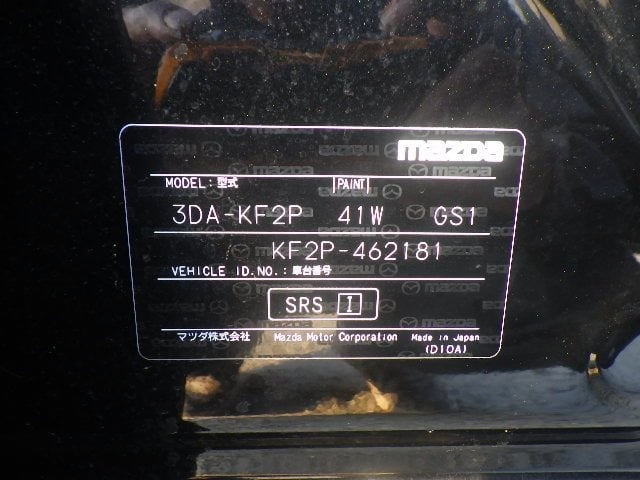 mazda
MODEL:型式 PAINT
3DA-KF2P 41W GS1
KF2P-462181
VEHICLE ID.NO.:車台番号
SRS I
マツダ株式会社 Mazda Motor Corporation Made in Japan
(D10A)